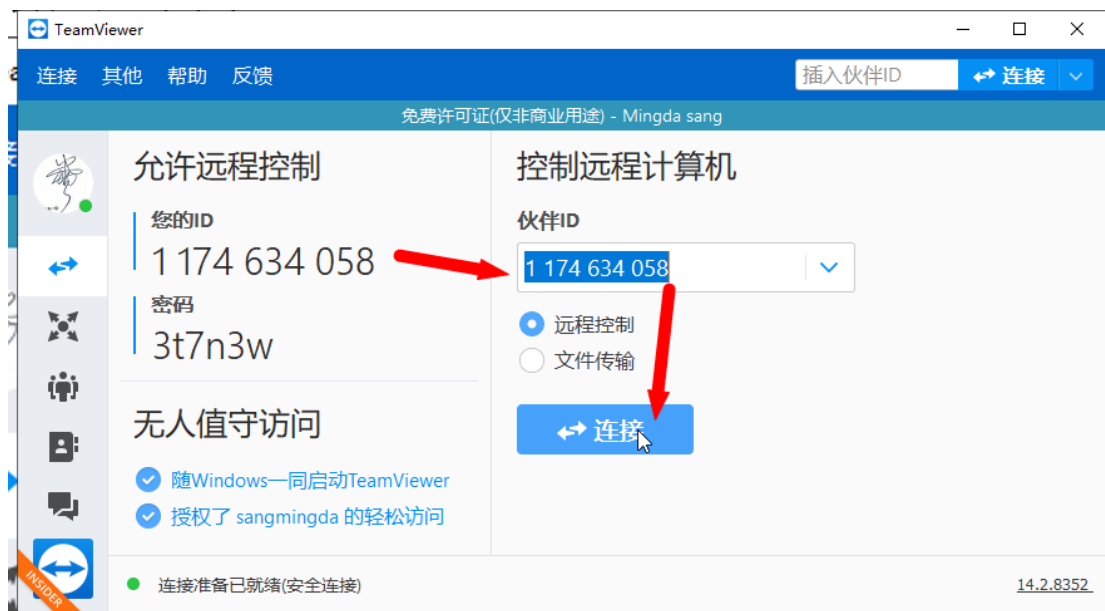 TeamViewer
连接 其他 帮助 反馈 插入伙伴ID 连接
免费许可证(仅非商业用途) - Mingda sang
允许远程控制
您的ID
1 174 634 058
密码
3t7n3w
无人值守访问
随Windows一同启动TeamViewer
授权了 sangmingda 的轻松访问
控制远程计算机
伙伴ID
1 174 634 058
远程控制
文件传输
连接
INSIDER
连接准备已就绪(安全连接)
14.2.8352